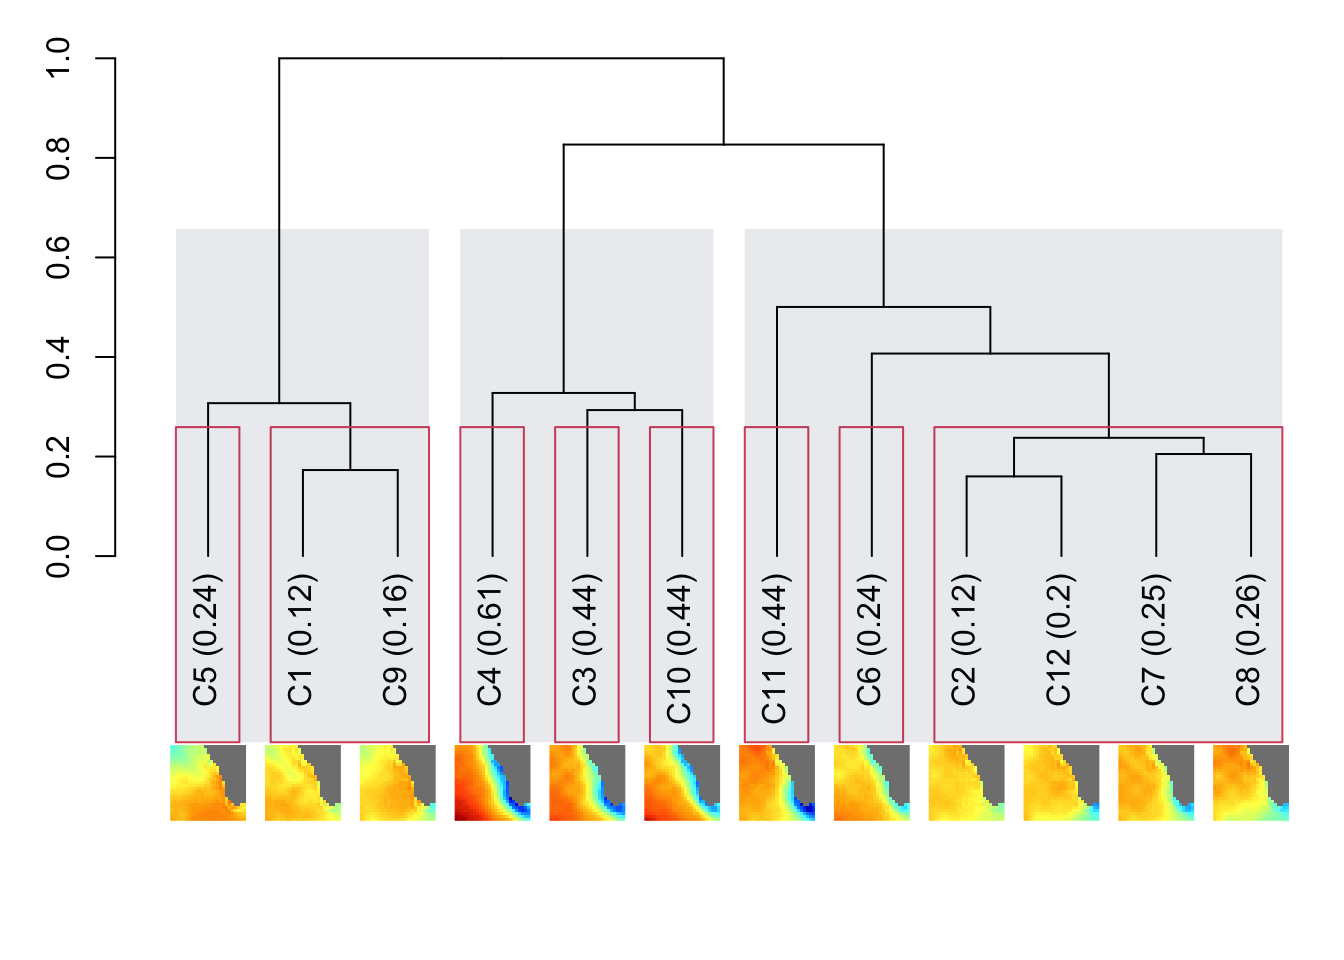 1.0
0.8
0.6
0.4
0.2
0.0
C5 (0.24)
C1 (0.12)
C9 (0.16)
C4 (0.61)
C3 (0.44)
C10 (0.44)
C11 (0.44)
C6 (0.24)
C2 (0.12)
C12 (0.2)
C7 (0.25)
C8 (0.26)